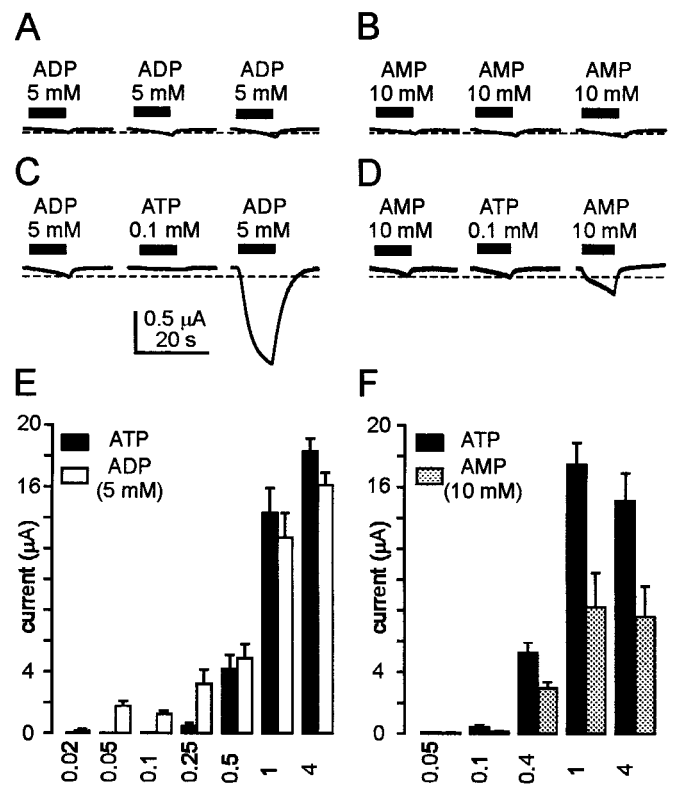 A
ADP ADP ADP
5 mM 5 mM 5 mM
B
AMP AMP AMP
10 mM 10 mM 10 mM
C
ADP ATP ADP
5 mM 0.1 mM 5 mM
0.5 µA
20 s
D
AMP ATP AMP
10 mM 0.1 mM 10 mM
E
ATP
ADP
(5 mM)
current (µA)
20
16
4
0
0.02 0.05 0.1 0.25 0.5 1 4
F
ATP
AMP
(10 mM)
current (µA)
20
16
4
0
0.05 0.1 0.4 1 4